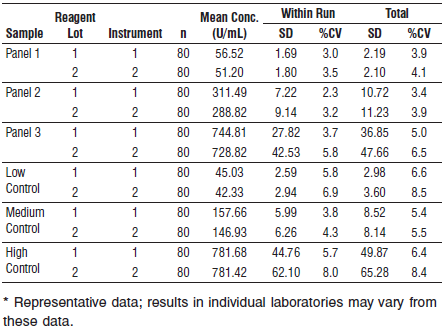 Reagent Mean Conc. Within Run Total
Sample Lot Instrument n (U/mL) SD %CV SD %CV
Panel 1 1 1 80 56.52 1.69 3.0 2.19 3.9
2 2 80 51.20 1.80 3.5 2.10 4.1
Panel 2 1 1 80 311.49 7.22 2.3 10.72 3.4
2 2 80 288.82 9.14 3.2 11.23 3.9
Panel 3 1 1 80 744.81 27.82 3.7 36.85 5.0
2 2 80 728.82 42.53 5.8 47.66 6.5
Low 1 1 80 45.03 2.59 5.8 2.98 6.6
Control 2 2 80 42.33 2.94 6.9 3.60 8.5
Medium 1 1 80 157.66 5.99 3.8 8.52 5.4
Control 2 2 80 146.93 6.26 4.3 8.14 5.5
High 1 1 80 781.68 44.76 5.7 49.87 6.4
Control 2 2 80 781.42 62.10 8.0 65.28 8.4
* Representative data; results in individual laboratories may vary from
these data.